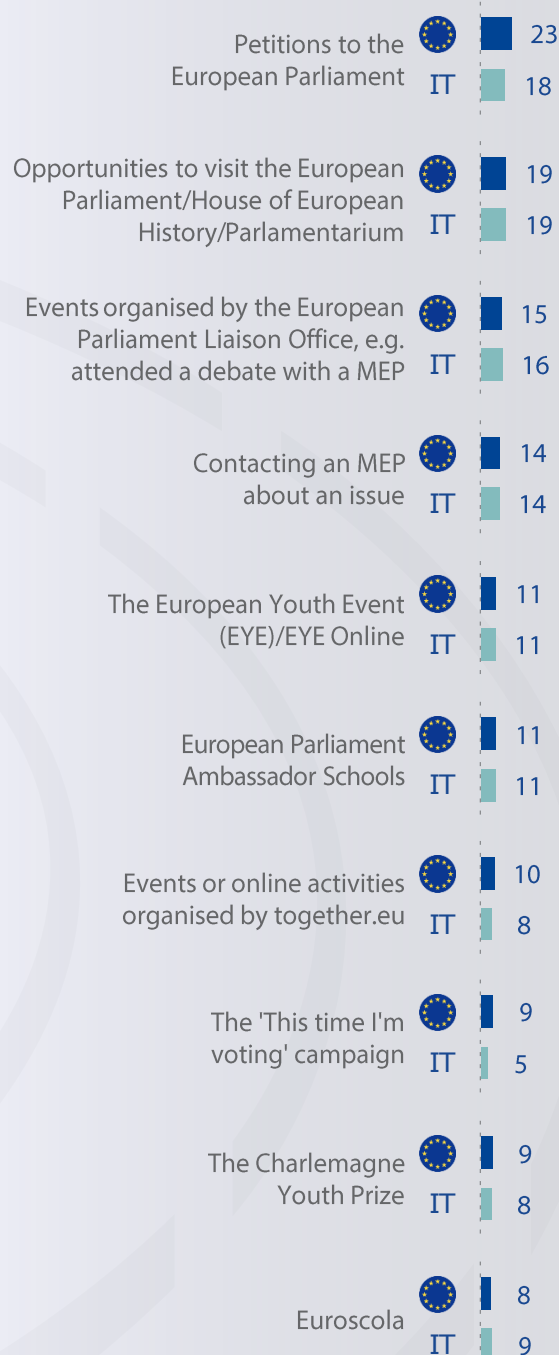 Petitions to the
European Parliament
23
IT 18
Opportunities to visit the European
Parliament/House of European
History/Parlamentarium
19
IT 19
Events organised by the European
Parliament Liaison Office, e.g.
attended a debate with a MEP
15
IT 16
Contacting an MEP
about an issue
14
IT 14
The European Youth Event
(EYE)/EYE Online
11
IT 11
European Parliament
Ambassador Schools
11
IT 11
Events or online activities
organised by together.eu
10
IT 8
The 'This time I'm
voting' campaign
9
IT 5
The Charlemagne
Youth Prize
9
IT 8
Euroscola
8
IT 9